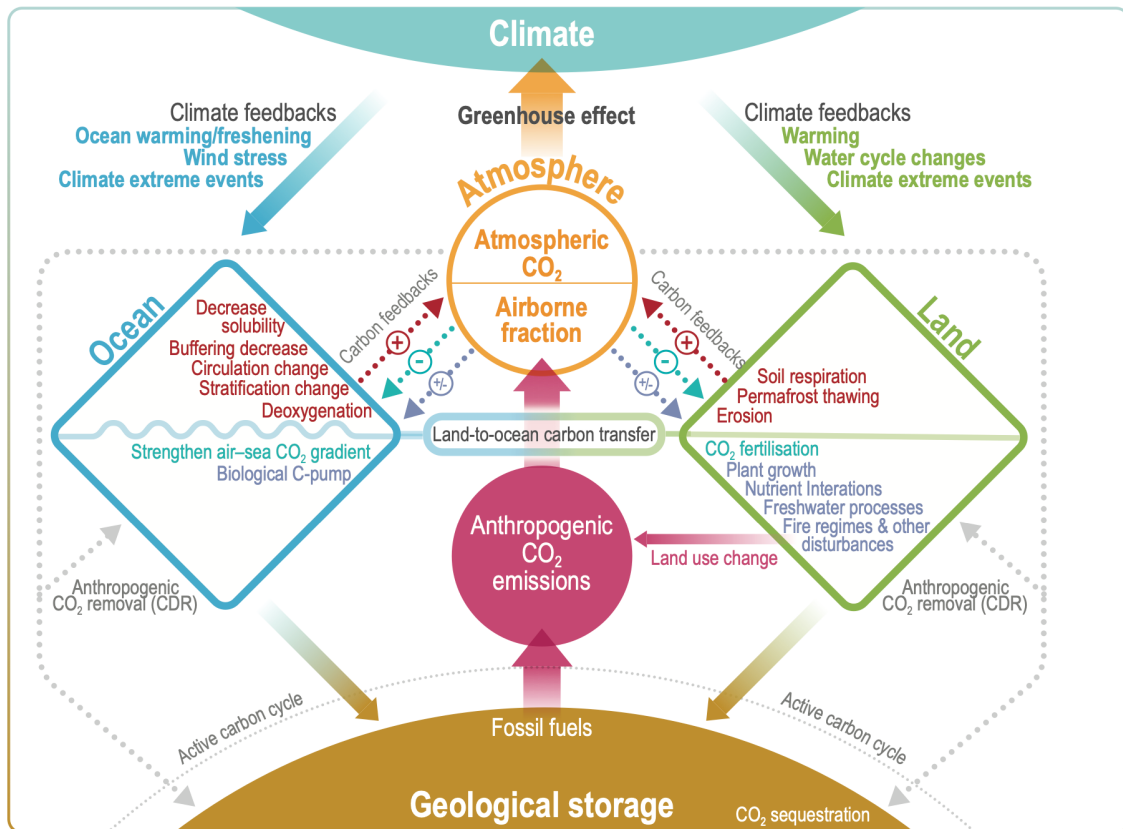 Climate
Greenhouse effect
Climate feedbacks
Ocean warming/freshening
Wind stress
Climate extreme events
Climate feedbacks
Warming
Water cycle changes
Climate extreme events
Atmosphere
Atmospheric
CO₂
Airborne
fraction
Carbon feedbacks
+
-
+/-
Carbon feedbacks
+
-
+/-
Ocean
Decrease
solubility
Buffering decrease
Circulation change
Stratification change
Deoxygenation
Strengthen air–sea CO₂ gradient
Biological C-pump
Land-to-ocean carbon transfer
Land
Soil respiration
Permafrost thawing
Erosion
CO₂ fertilisation
Plant growth
Nutrient Interations
Freshwater processes
Fire regimes & other
disturbances
Anthropogenic
CO₂
emissions
Land use change
Anthropogenic
CO₂ removal (CDR)
Anthropogenic
CO₂ removal (CDR)
Active carbon cycle
Active carbon cycle
Fossil fuels
Geological storage
CO₂ sequestration